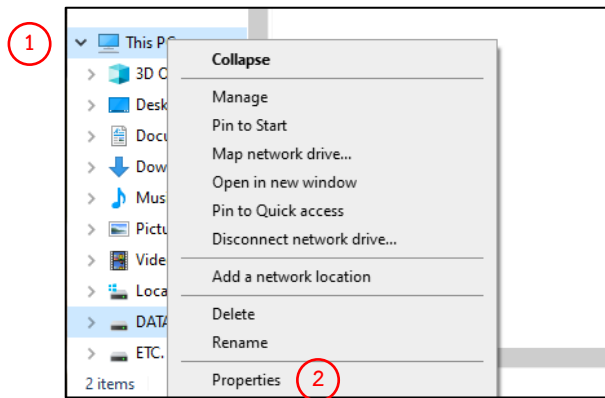 1
This P
Collapse
3D O
Manage
Desk
Pin to Start
Docu
Map network drive...
Dow
Open in new window
Mus
Pin to Quick access
Pictu
Disconnect network drive...
Vide
Add a network location
Loca
Delete
DATA
Rename
ETC.
Properties 2
2 items